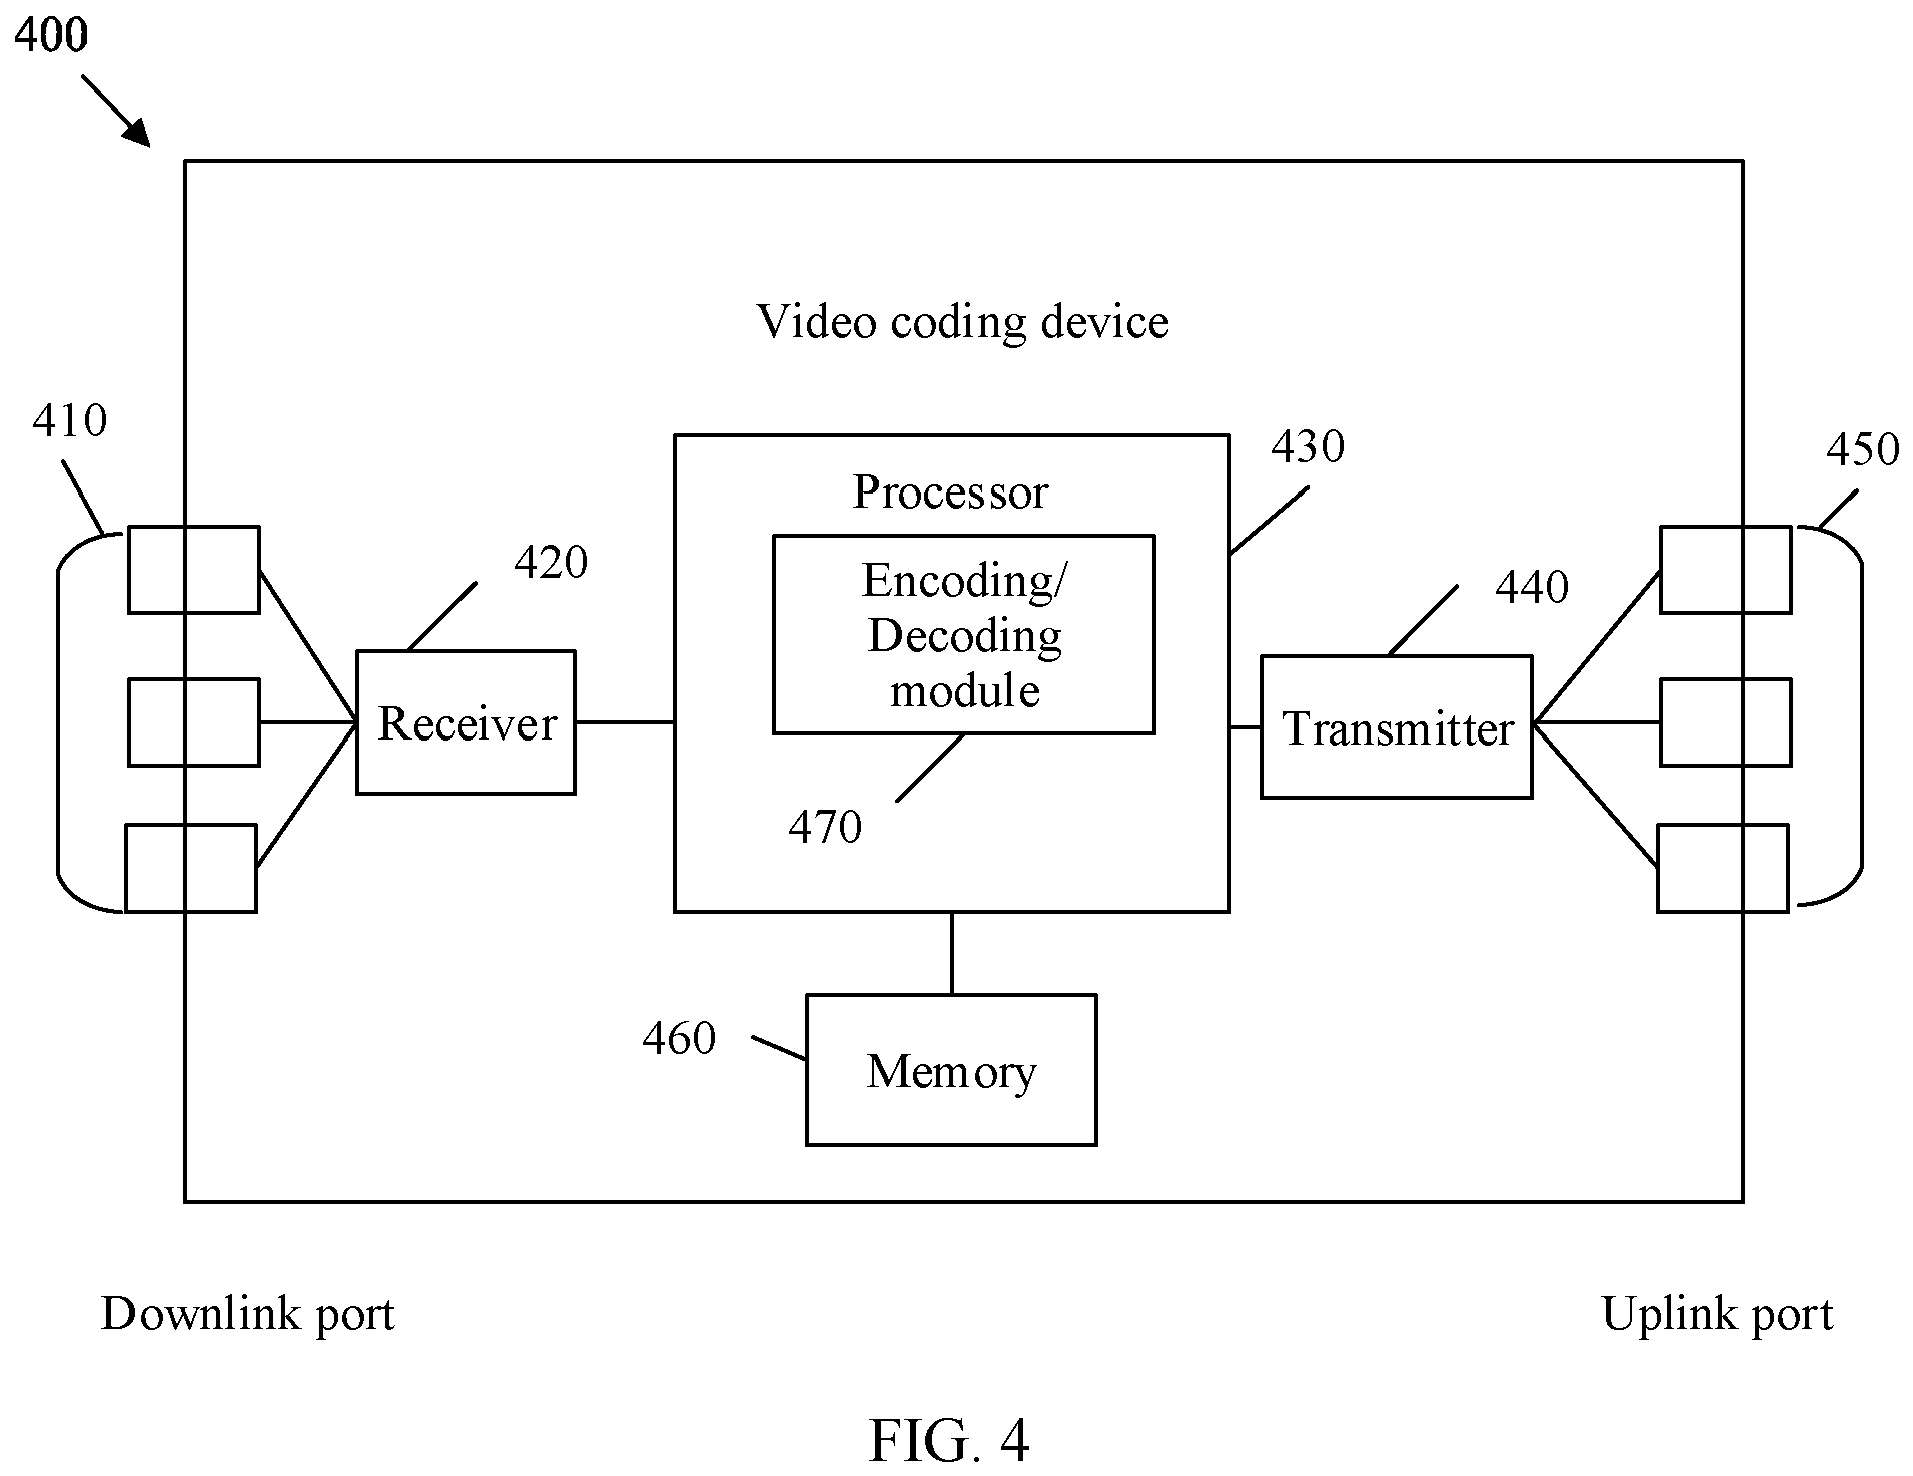 400
Video coding device
410
430
450
Processor
420
Encoding/
Decoding
module
440
Receiver
Transmitter
470
460
Memory
Downlink port
Uplink port
FIG. 4